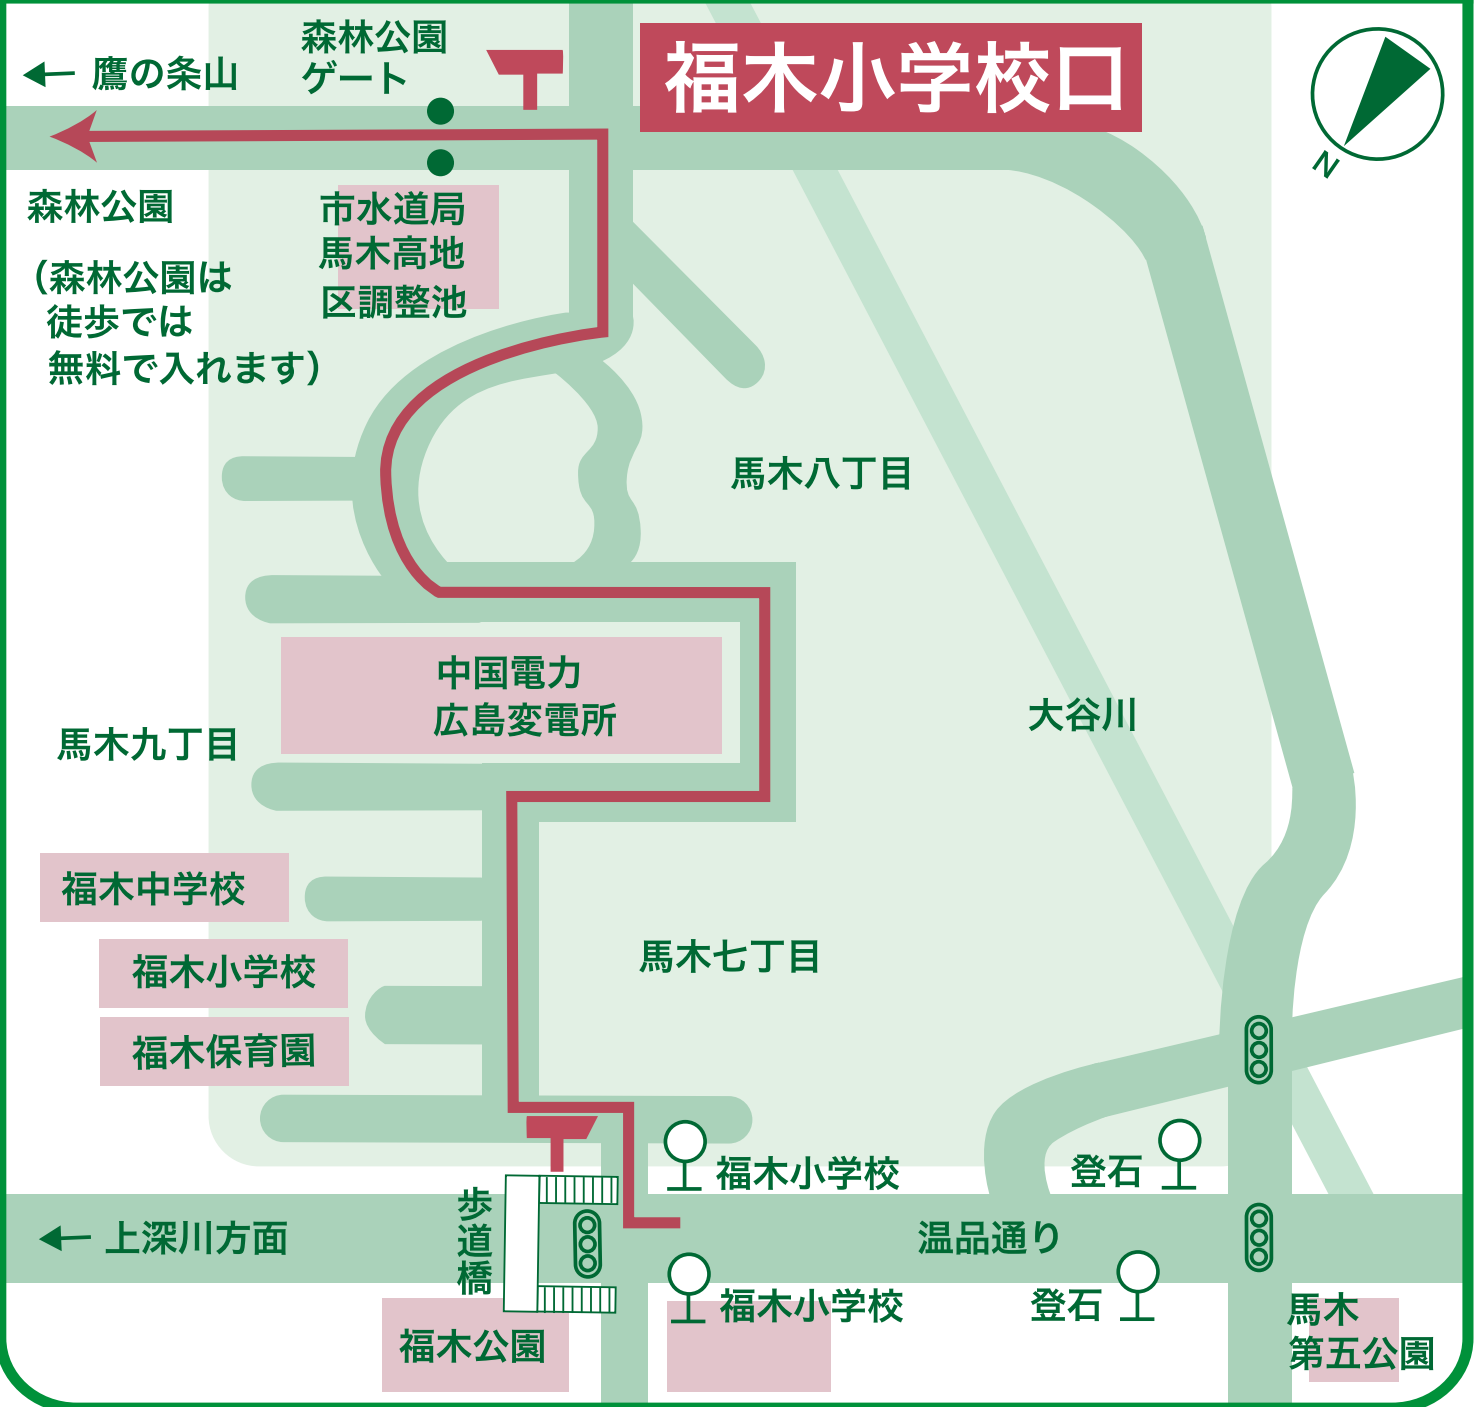 福木小学校口
森林公園
ゲート
鷹の条山
N
森林公園
（森林公園は
徒歩では
無料で入れます）
市水道局
馬木高地
区調整池
馬木八丁目
中国電力
広島変電所
大谷川
馬木九丁目
福木中学校
福木小学校
福木保育園
馬木七丁目
福木小学校
登石
歩道橋
上深川方面
温品通り
福木小学校
登石
福木公園
馬木
第五公園